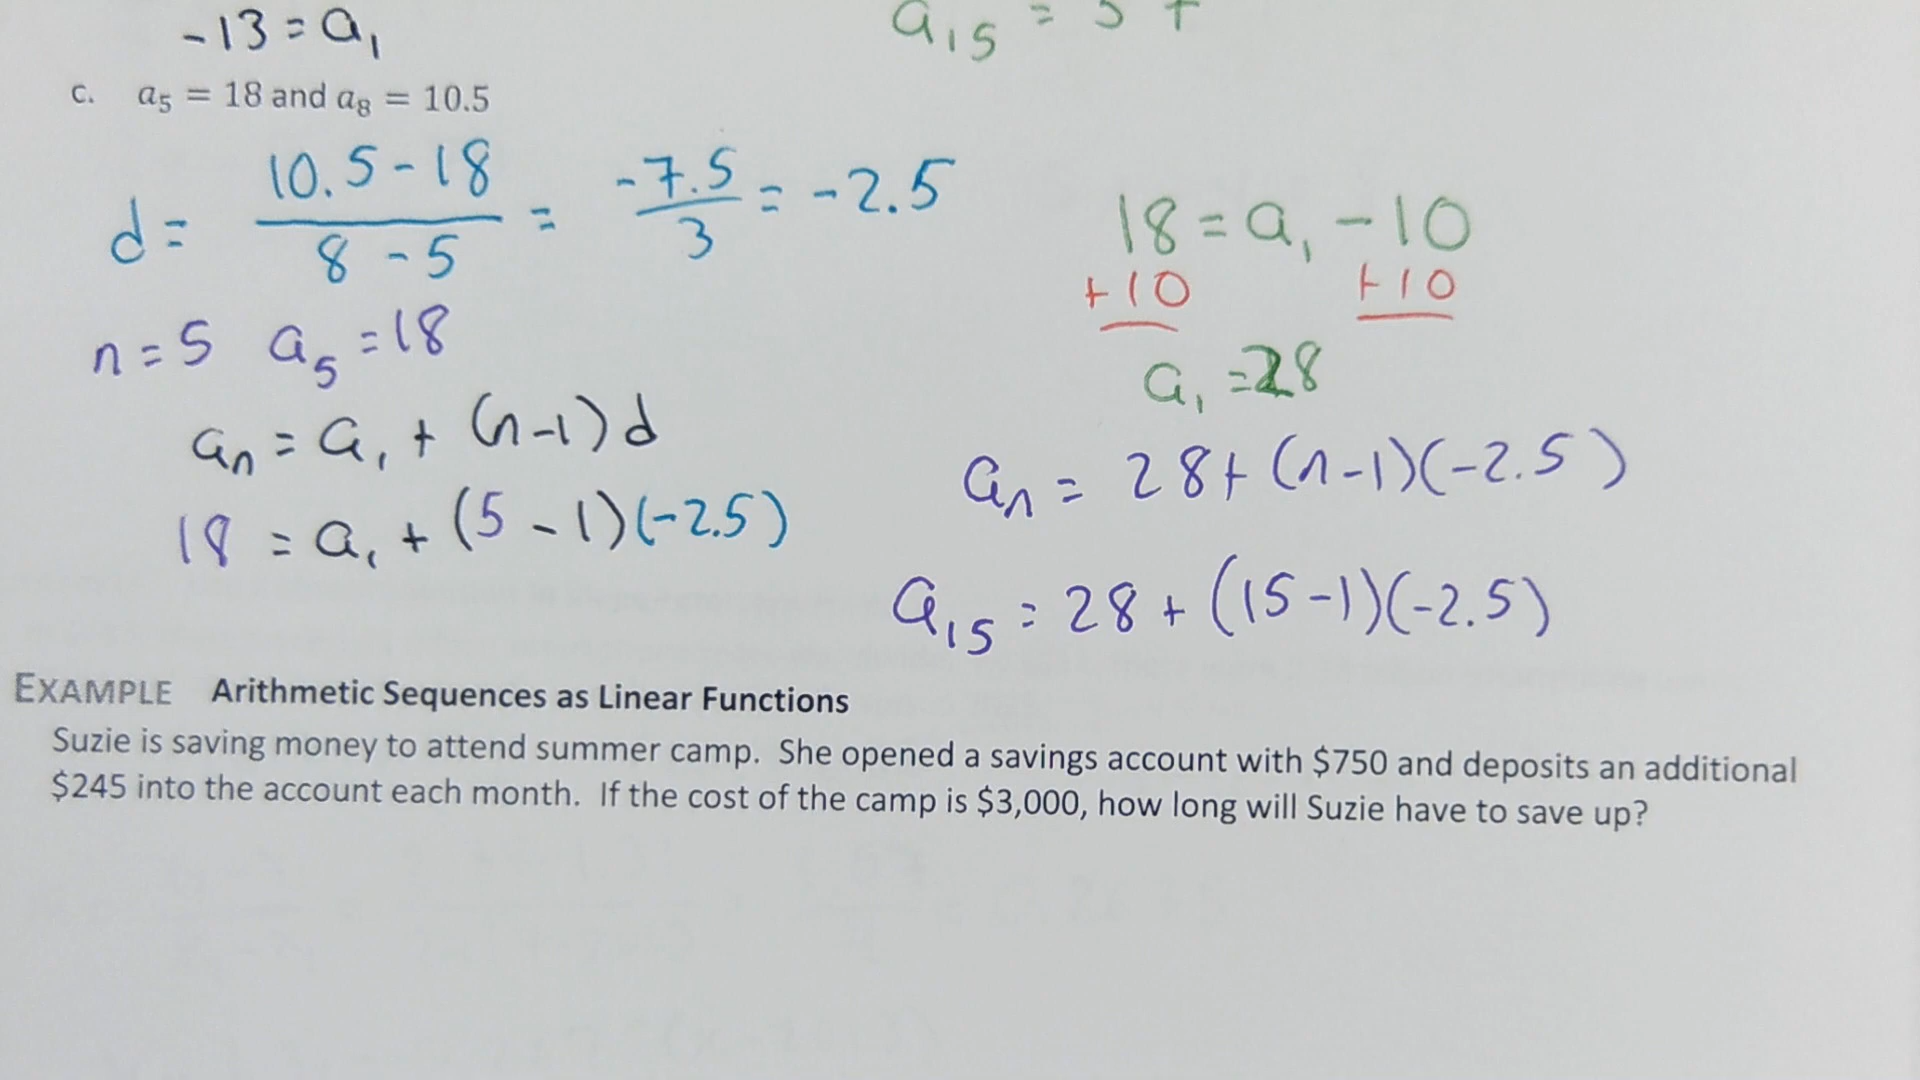 -13 = a₁
a₁₅ = 3 +
c. a₅ = 18 and a₈ = 10.5
d = (10.5 - 18)/(8 - 5) = -7.5/3 = -2.5
n = 5 a₅ = 18
aₙ = a₁ + (n-1)d
18 = a₁ + (5 - 1)(-2.5)
18 = a₁ - 10
+10 +10
a₁ = 28
aₙ = 28 + (n-1)(-2.5)
a₁₅ = 28 + (15-1)(-2.5)
EXAMPLE Arithmetic Sequences as Linear Functions
Suzie is saving money to attend summer camp. She opened a savings account with $750 and deposits an additional
$245 into the account each month. If the cost of the camp is $3,000, how long will Suzie have to save up?